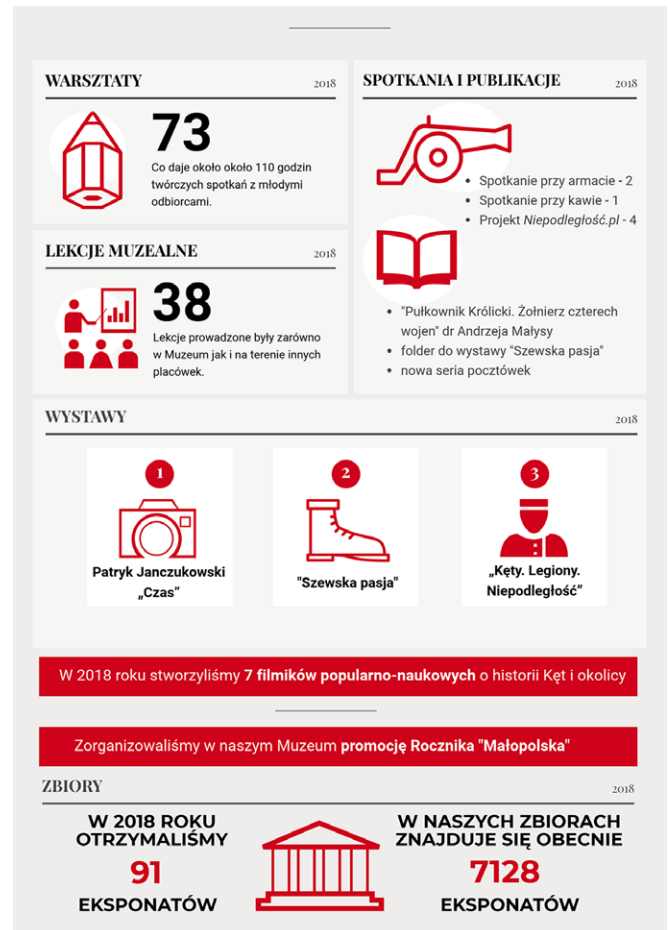 WARSZTATY 2018
73
Co daje około około 110 godzin
twórczych spotkań z młodymi
odbiorcami.
LEKCJE MUZEALNE 2018
38
Lekcje prowadzone były zarówno
w Muzeum jak i na terenie innych
placówek.
SPOTKANIA I PUBLIKACJE 2018
• Spotkanie przy armacie - 2
• Spotkanie przy kawie - 1
• Projekt Niepodległość.pl - 4
• "Pułkownik Królicki. Żołnierz czterech
wojen" dr Andrzeja Małysy
• folder do wystawy "Szewska pasja"
• nowa seria pocztówek
WYSTAWY 2018
1
Patryk Janczukowski
„Czas”
2
"Szewska pasja"
3
„Kęty. Legiony.
Niepodległość”
W 2018 roku stworzyliśmy 7 filmików popularno-naukowych o historii Kęt i okolicy
Zorganizowaliśmy w naszym Muzeum promocję Rocznika "Małopolska"
ZBIORY 2018
W 2018 ROKU
OTRZYMALIŚMY
91
EKSPONATÓW
W NASZYCH ZBIORACH
ZNAJDUJE SIĘ OBECNIE
7128
EKSPONATÓW